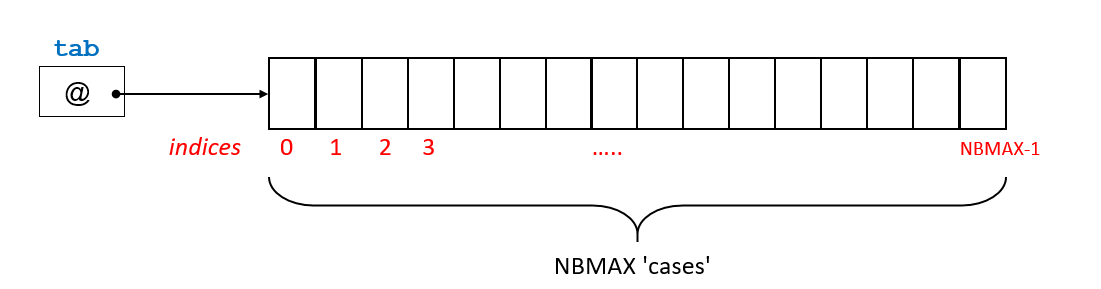 tab
@
indices 0 1 2 3 ..... NBMAX-1
NBMAX 'cases'